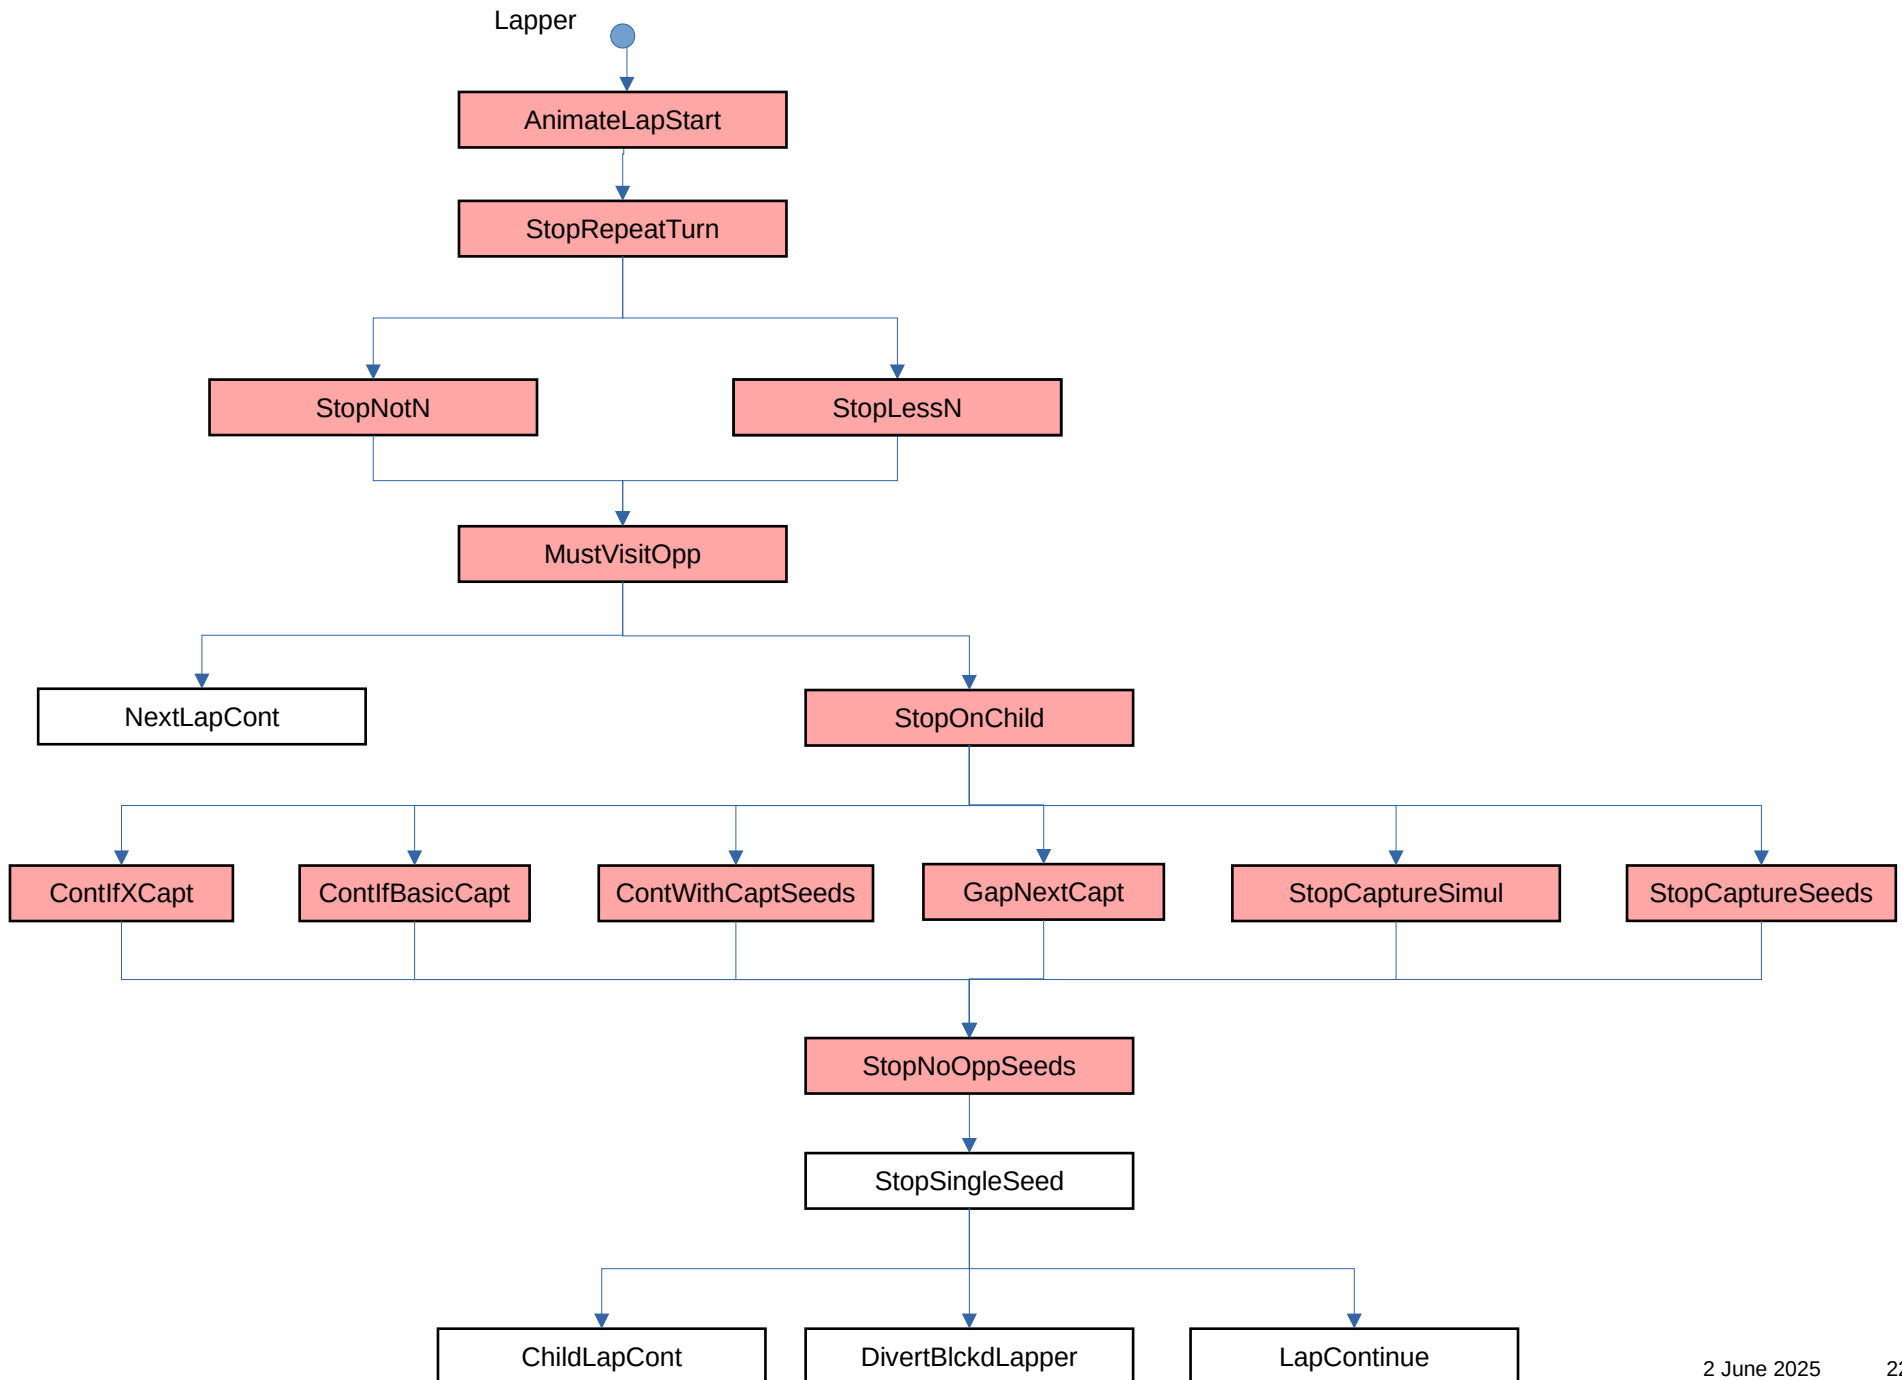 Lapper
AnimateLapStart
StopRepeatTurn
StopNotN
StopLessN
MustVisitOpp
NextLapCont
StopOnChild
ContIfXCapt
ContIfBasicCapt
ContWithCaptSeeds
GapNextCapt
StopCaptureSimul
StopCaptureSeeds
StopNoOppSeeds
StopSingleSeed
ChildLapCont
DivertBlckdLapper
LapContinue
2 June 2025 22